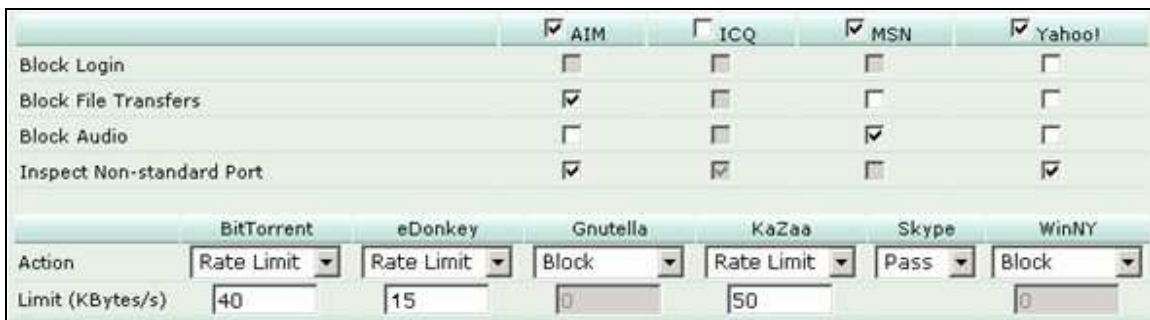 AIM ICQ MSN Yahoo!
Block Login
Block File Transfers
Block Audio
Inspect Non-standard Port
BitTorrent eDonkey Gnutella KaZaa Skype WinNY
Action Rate Limit Rate Limit Block Rate Limit Pass Block
Limit (KBytes/s) 40 15 0 50 0